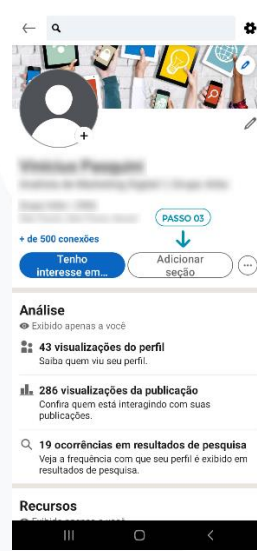 PASSO 03
+ de 500 conexões
Tenho
interesse em...
Adicionar
seção
Análise
Exibido apenas a você
43 visualizações do perfil
Saiba quem viu seu perfil.
286 visualizações da publicação
Confira quem está interagindo com suas
publicações.
19 ocorrências em resultados de pesquisa
Veja a frequência com que seu perfil é exibido em
resultados de pesquisa.
Recursos